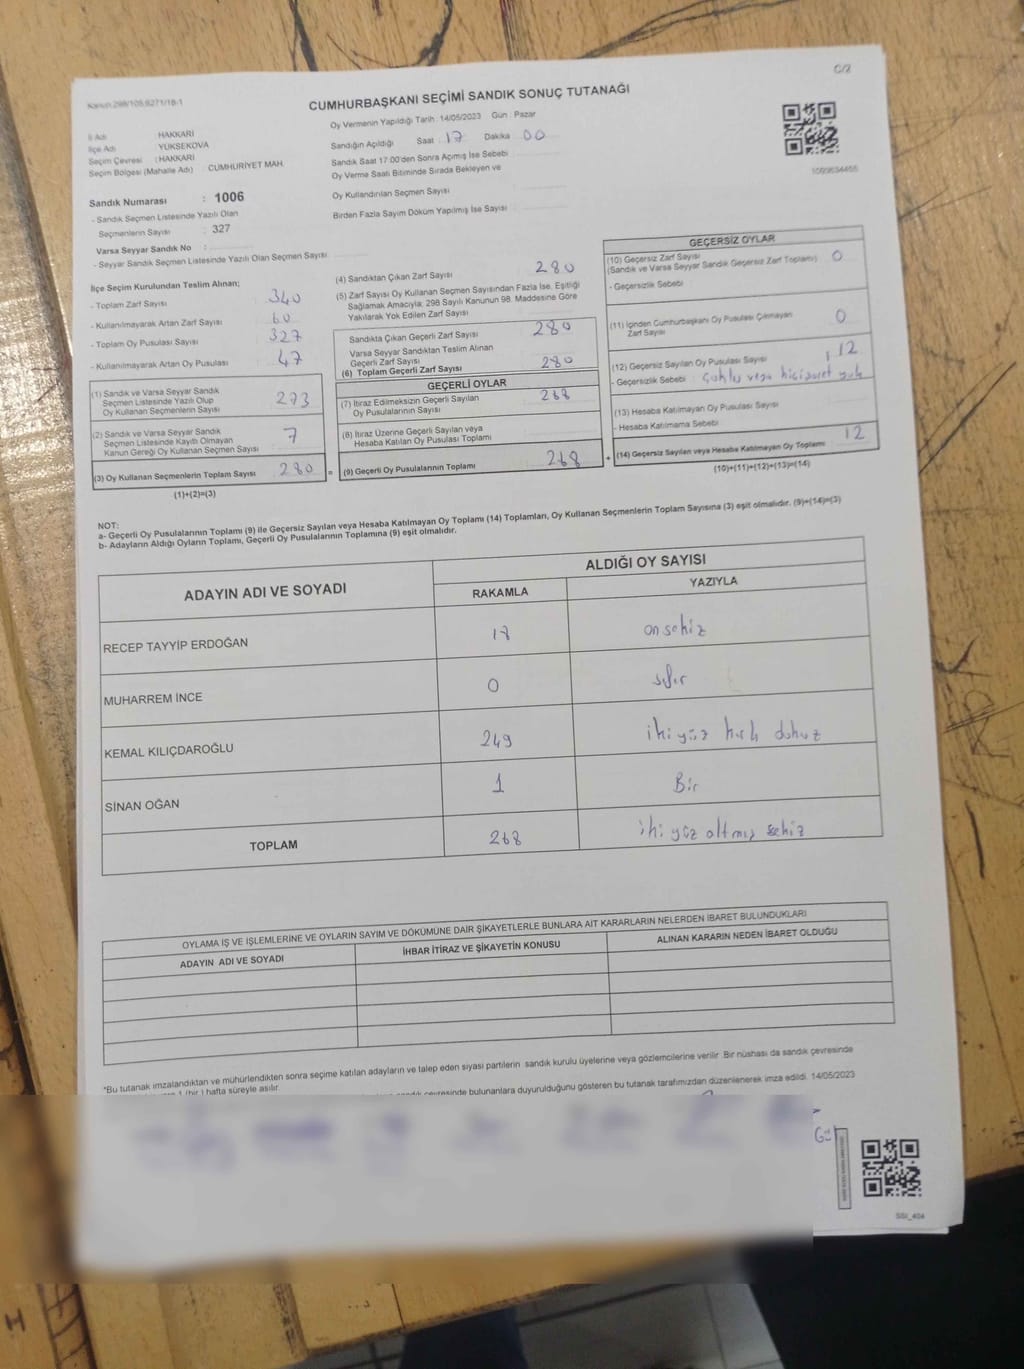 C/2
Kanun 298/105,6271/18-1
CUMHURBAŞKANI SEÇİMİ SANDIK SONUÇ TUTANAĞI
İl Adı HAKKARİ
İlçe Adı YÜKSEKOVA
Seçim Çevresi : HAKKARİ
Seçim Bölgesi (Mahalle Adı) CUMHURİYET MAH.
Sandık Numarası : 1006
- Sandık Seçmen Listesinde Yazılı Olan
Seçmenlerin Sayısı : 327
Varsa Seyyar Sandık No :
- Seyyar Sandık Seçmen Listesinde Yazılı Olan Seçmen Sayısı
Oy Vermenin Yapıldığı Tarih : 14/05/2023 Gün : Pazar
Sandığın Açıldığı Saat : 17 Dakika 00
Sandık Saat 17:00'den Sonra Açımış İse Sebebi
Oy Verme Saati Bitiminde Sırada Bekleyen ve
Oy Kullandırılan Seçmen Sayısı
Birden Fazla Sayım Döküm Yapılmış İse Sayısı
İlçe Seçim Kurulundan Teslim Alınan;
- Toplam Zarf Sayısı 340
- Kullanılmayarak Artan Zarf Sayısı 60
- Toplam Oy Pusulası Sayısı 327
- Kullanılmayarak Artan Oy Pusulası 47
(1) Sandık ve Varsa Seyyar Sandık
Seçmen Listesinde Yazılı Olup
Oy Kullanan Seçmenlerin Sayısı 273
(2) Sandık ve Varsa Seyyar Sandık
Seçmen Listesinde Kayıtlı Olmayan
Kanun Gereği Oy Kullanan Seçmen Sayısı 7
(3) Oy Kullanan Seçmenlerin Toplam Sayısı 280 =
(1)+(2)=(3)
(4) Sandıktan Çıkan Zarf Sayısı 280
(5) Zarf Sayısı Oy Kullanan Seçmen Sayısından Fazla İse, Eşitliği
Sağlamak Amacıyla; 298 Sayılı Kanunun 98. Maddesine Göre
Yakılarak Yok Edilen Zarf Sayısı
Sandıkta Çıkan Geçerli Zarf Sayısı 280
Varsa Seyyar Sandıktan Teslim Alınan
Geçerli Zarf Sayısı
(6) Toplam Geçerli Zarf Sayısı 280
GEÇERLİ OYLAR
(7) İtiraz Edilmeksizin Geçerli Sayılan
Oy Pusulalarının Sayısı 268
(8) İtiraz Üzerine Geçerli Sayılan veya
Hesaba Katılan Oy Pusulası Toplamı
(9) Geçerli Oy Pusulalarının Toplamı 268 +
GEÇERSİZ OYLAR
(10) Geçersiz Zarf Sayısı
(Sandık ve Varsa Seyyar Sandık Geçersiz Zarf Toplamı) 0
- Geçersizlik Sebebi :
(11) İçinden Cumhurbaşkanı Oy Pusulası Çıkmayan
Zarf Sayısı 0
(12) Geçersiz Sayılan Oy Pusulası Sayısı 12
- Geçersizlik Sebebi : veya
(13) Hesaba Katılmayan Oy Pusulası Sayısı
- Hesaba Katılmama Sebebi
(14) Geçersiz Sayılan veya Hesaba Katılmayan Oy Toplamı 12
(10)+(11)+(12)+(13)=(14)
NOT:
a- Geçerli Oy Pusulalarının Toplamı (9) ile Geçersiz Sayılan veya Hesaba Katılmayan Oy Toplamı (14) Toplamları, Oy Kullanan Seçmenlerin Toplam Sayısına (3) eşit olmalıdır. (9)+(14)=(3)
b- Adayların Aldığı Oyların Toplamı, Geçerli Oy Pusulalarının Toplamına (9) eşit olmalıdır.
ADAYIN ADI VE SOYADI ALDIĞI OY SAYISI
RAKAMLA YAZIYLA
RECEP TAYYİP ERDOĞAN 18 on sekiz
MUHARREM İNCE 0 sıfır
KEMAL KILIÇDAROĞLU 249 ikiyüz kırk dokuz
SİNAN OĞAN 1 Bir
TOPLAM 268 iki yüz altmış sekiz
OYLAMA İŞ VE İŞLEMLERİNE VE OYLARIN SAYIM VE DÖKÜMÜNE DAİR ŞİKAYETLERLE BUNLARA AİT KARARLARIN NELERDEN İBARET BULUNDUKLARI
ADAYIN ADI VE SOYADI İHBAR İTİRAZ VE ŞİKAYETİN KONUSU ALINAN KARARIN NEDEN İBARET OLDUĞU
*Bu tutanak imzalandıktan ve mühürlendikten sonra seçime katılan adayların ve talep eden siyasi partilerin sandık kurulu üyelerine veya gözlemcilerine verilir. Bir nüshası da sandık çevresinde
1 (bir) hafta süreyle asılır.
sandık çevresinde bulunanlara duyurulduğunu gösteren bu tutanak tarafımızdan düzenlenerek imza edildi. 14/05/2023
SSI_404